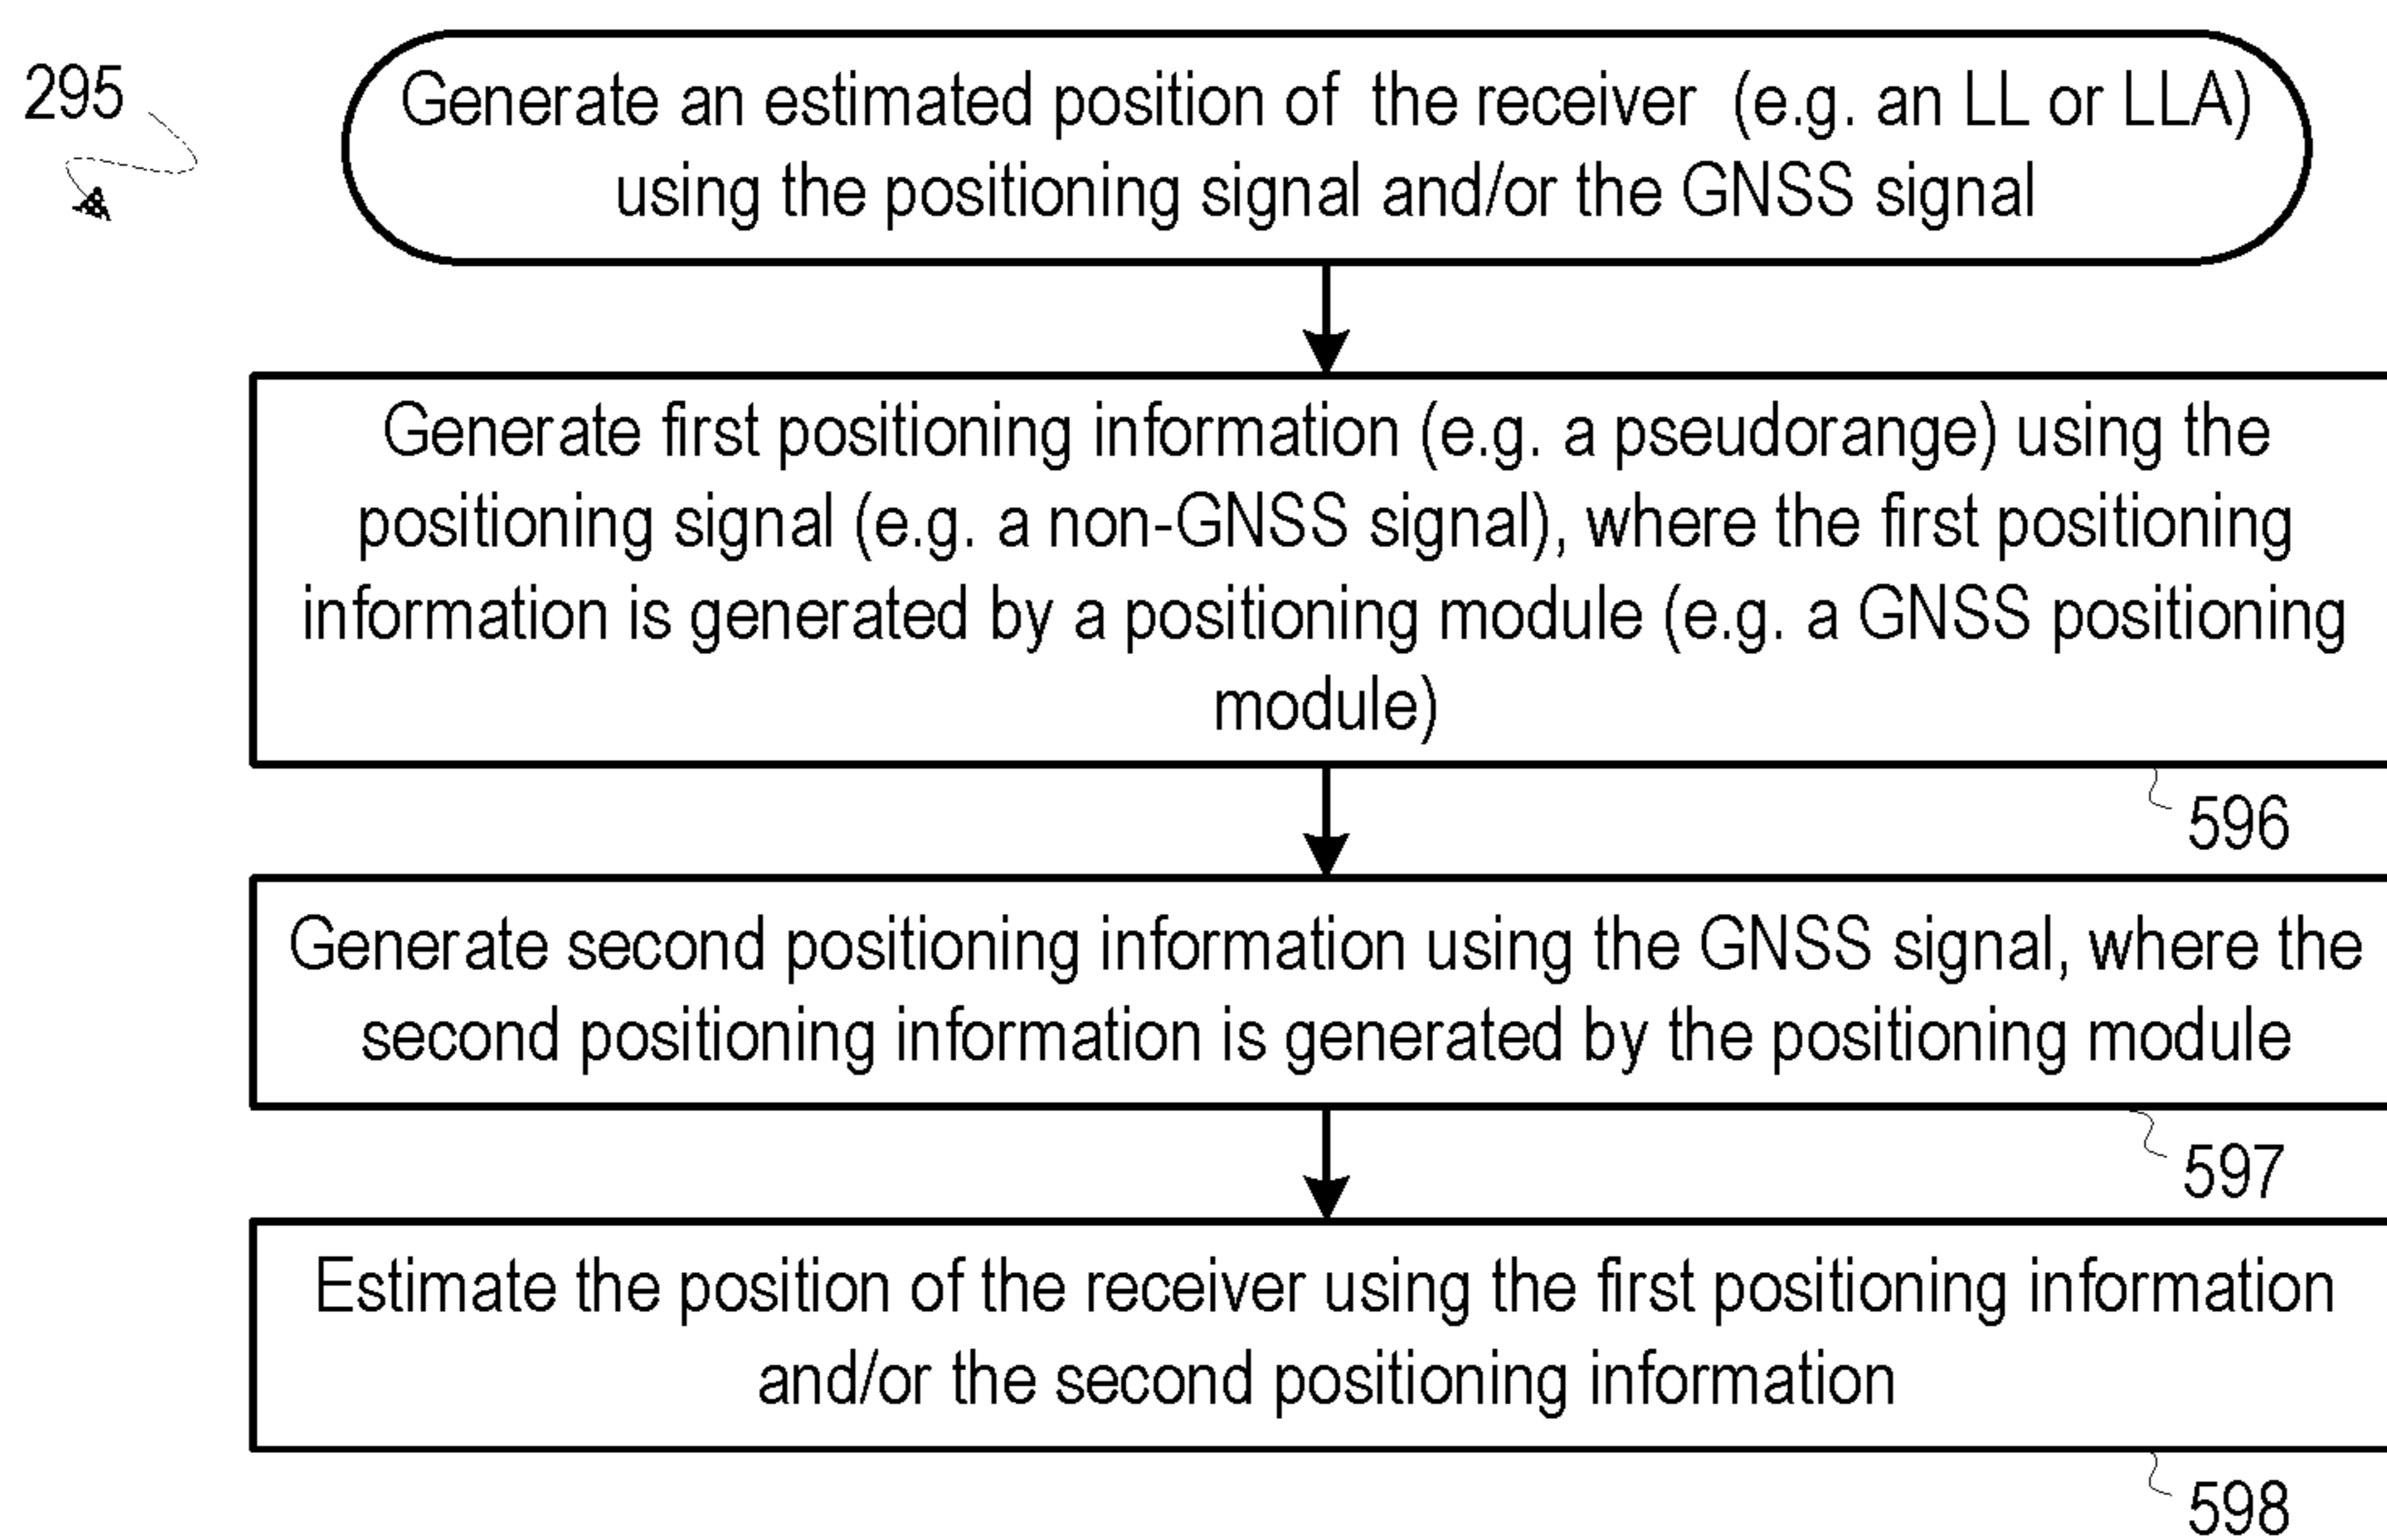 295
Generate an estimated position of the receiver (e.g. an LL or LLA)
using the positioning signal and/or the GNSS signal
Generate first positioning information (e.g. a pseudorange) using the
positioning signal (e.g. a non-GNSS signal), where the first positioning
information is generated by a positioning module (e.g. a GNSS positioning
module)
596
Generate second positioning information using the GNSS signal, where the
second positioning information is generated by the positioning module
597
Estimate the position of the receiver using the first positioning information
and/or the second positioning information
598